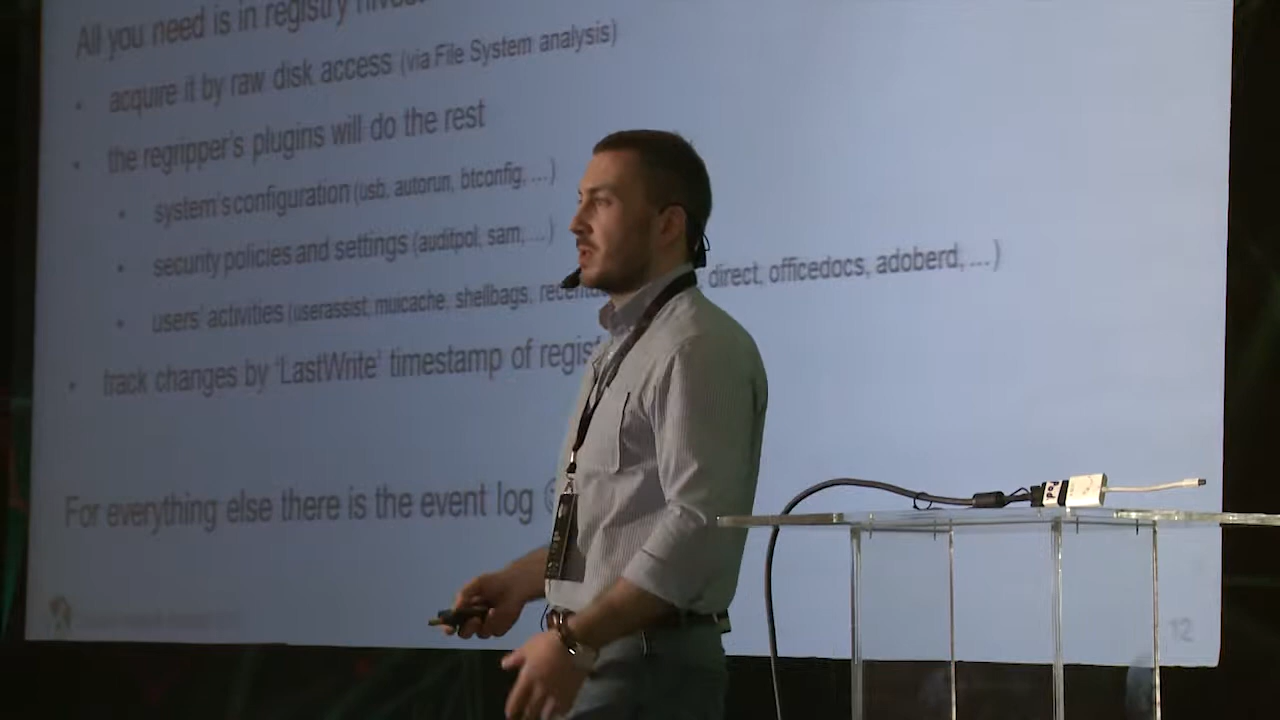 All you need is in registry hives
acquire it by raw disk access (via File System analysis)
the regripper's plugins will do the rest
system's configuration (usb, autorun, btconfig, …)
security policies and settings (auditpol, sam, …)
users' activities (userassist, muicache, shellbags, direct, officedocs, adoberd, …)
track changes by 'LastWrite' timestamp of
For everything else there is the event log
12